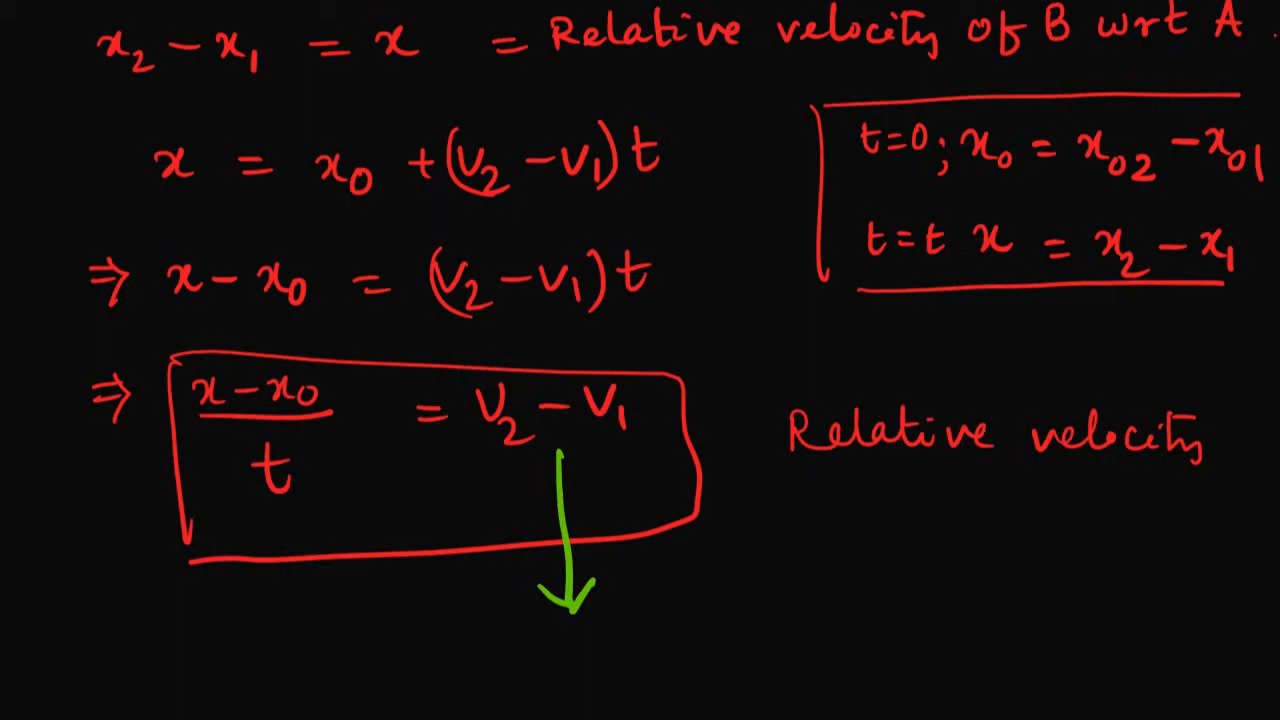 x₂ − x₁ = x = Relative velocity of B wrt A.
t=0; x₀ = x₀₂ − x₀₁
x = x₀ + (v₂ − v₁)t
t=t x = x₂ − x₁
⇒ x − x₀ = (v₂ − v₁)t
⇒ (x − x₀)/t = v₂ − v₁
Relative velocity